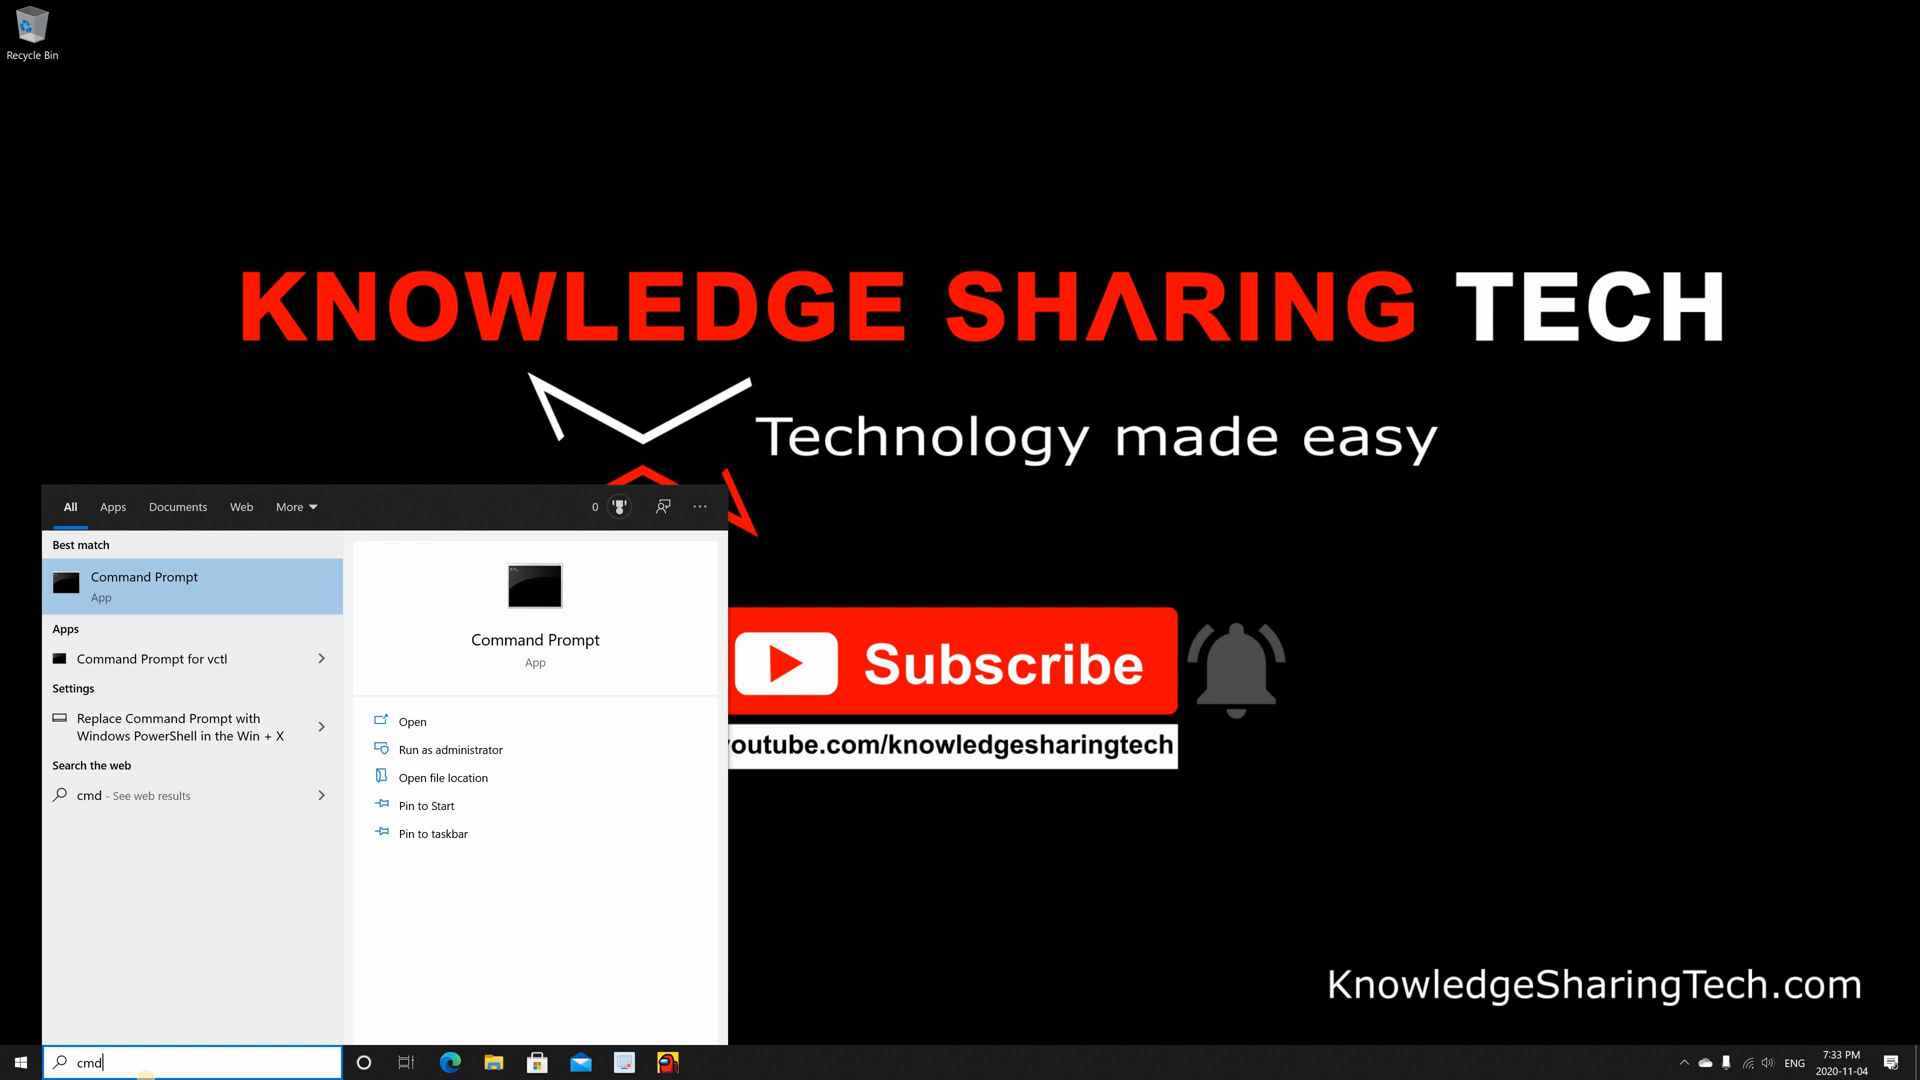 Recycle Bin
KNOWLEDGE SHARING TECH
Technology made easy
All Apps Documents Web More 0
Best match
Command Prompt
App
Apps
Command Prompt for vctl
Settings
Replace Command Prompt with
Windows PowerShell in the Win + X
Search the web
cmd - See web results
Command Prompt
App
Open
Run as administrator
Open file location
Pin to Start
Pin to taskbar
Subscribe
youtube.com/knowledgesharingtech
KnowledgeSharingTech.com
cmd
ENG
7:33 PM
2020-11-04